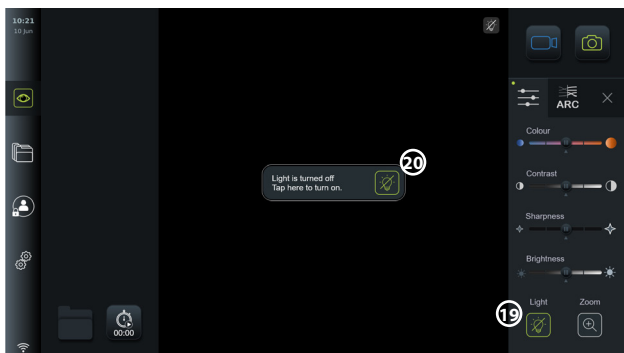 10:21
10 Jun
ARC
Colour
20
Light is turned off
Tap here to turn on.
Contrast
Sharpness
Brightness
19
Light Zoom
00:00